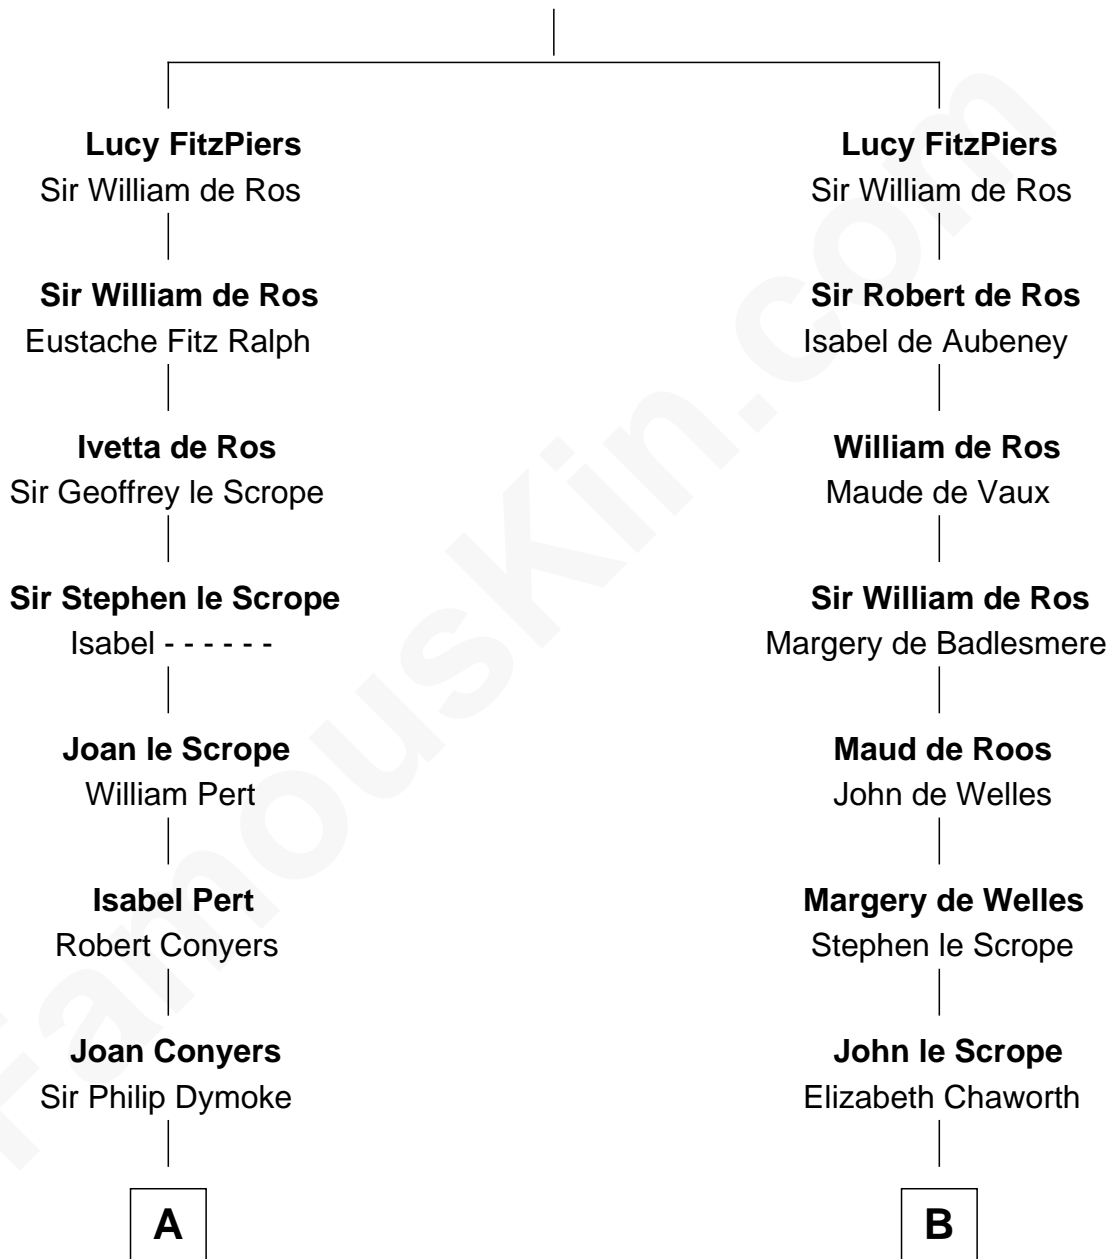 Lucy FitzPiers
Sir William de Ros
Sir William de Ros
Eustache Fitz Ralph
Ivetta de Ros
Sir Geoffrey le Scrope
Sir Stephen le Scrope
Isabel - - - - - -
Joan le Scrope
William Pert
Isabel Pert
Robert Conyers
Joan Conyers
Sir Philip Dymoke
A
Lucy FitzPiers
Sir William de Ros
Sir Robert de Ros
Isabel de Aubeney
William de Ros
Maude de Vaux
Sir William de Ros
Margery de Badlesmere
Maud de Roos
John de Welles
Margery de Welles
Stephen le Scrope
John le Scrope
Elizabeth Chaworth
B
FamousKin.com